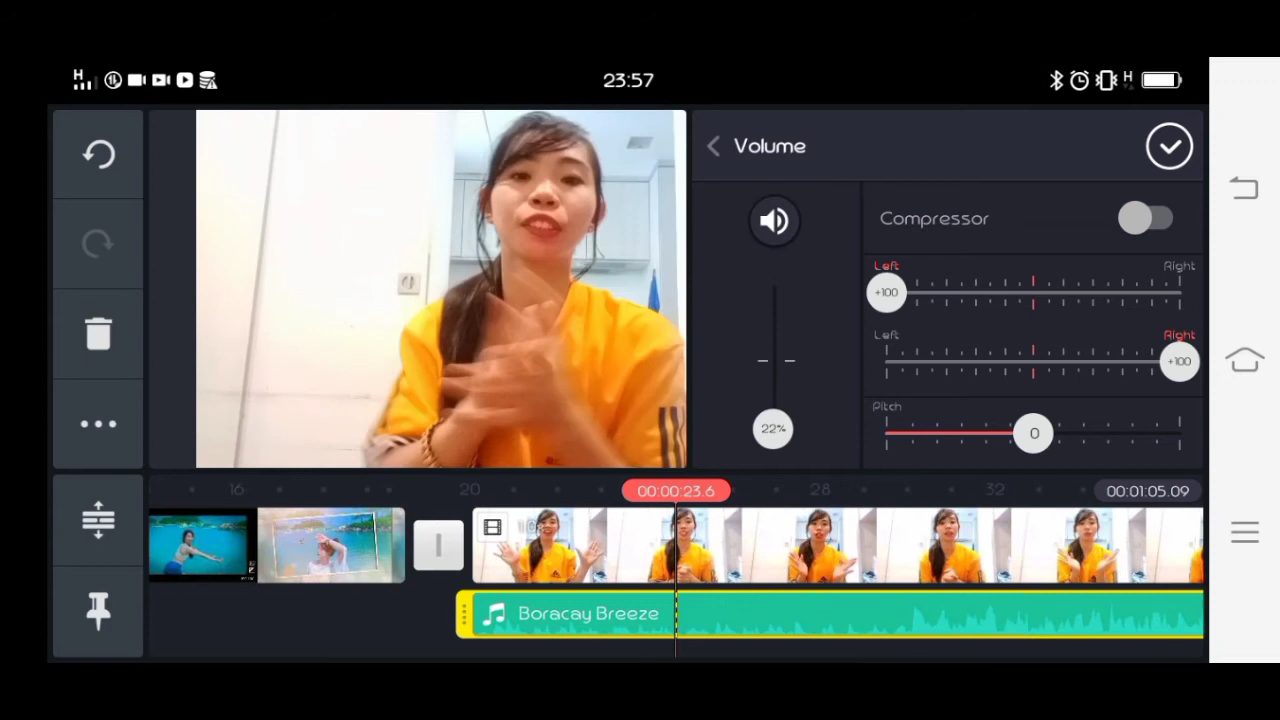 H
23:57
H
Volume
Compressor
Left
Right
+100
Left
Right
+100
Pitch
22%
0
16
20
00:00:23.6
28
32
00:01:05.09
Boracay Breeze